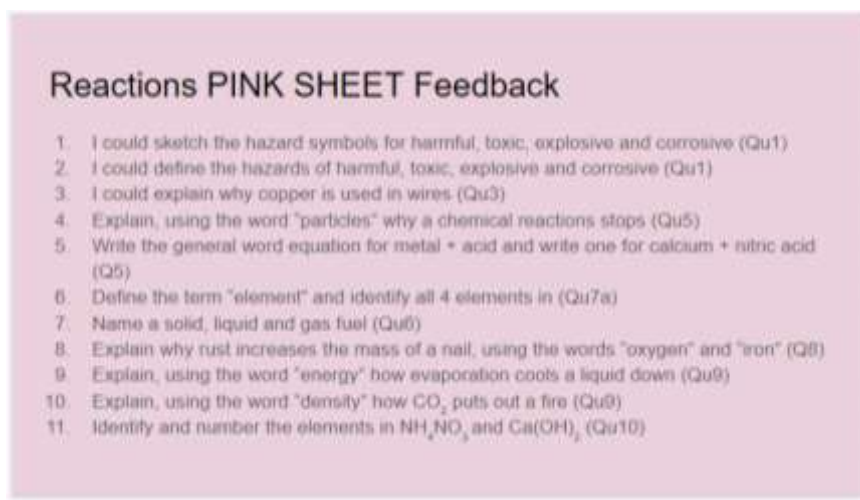 Reactions PINK SHEET Feedback
1. I could sketch the hazard symbols for harmful, toxic, explosive and corrosive (Qu1)
2. I could define the hazards of harmful, toxic, explosive and corrosive (Qu1)
3. I could explain why copper is used in wires (Qu3)
4. Explain, using the word "particles" why a chemical reactions stops (Qu5)
5. Write the general word equation for metal + acid and write one for calcium + nitric acid
(Q5)
6. Define the term "element" and identify all 4 elements in (Qu7a)
7. Name a solid, liquid and gas fuel (Qu6)
8. Explain why rust increases the mass of a nail, using the words "oxygen" and "iron" (Q8)
9. Explain, using the word "energy" how evaporation cools a liquid down (Qu9)
10. Explain, using the word "density" how CO₂ puts out a fire (Qu9)
11. Identify and number the elements in NH₄NO₃ and Ca(OH)₂ (Qu10)